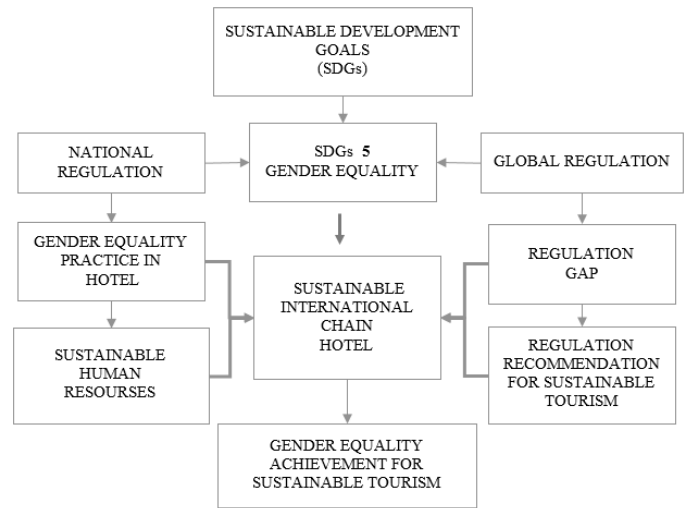 SUSTAINABLE DEVELOPMENT
GOALS
(SDGs)
NATIONAL
REGULATION
SDGs 5
GENDER EQUALITY
GLOBAL REGULATION
GENDER EQUALITY
PRACTICE IN
HOTEL
SUSTAINABLE
INTERNATIONAL
CHAIN
HOTEL
REGULATION
GAP
SUSTAINABLE
HUMAN
RESOURSES
REGULATION
RECOMMENDATION
FOR SUSTAINABLE
TOURISM
GENDER EQUALITY
ACHIEVEMENT FOR
SUSTAINABLE TOURISM